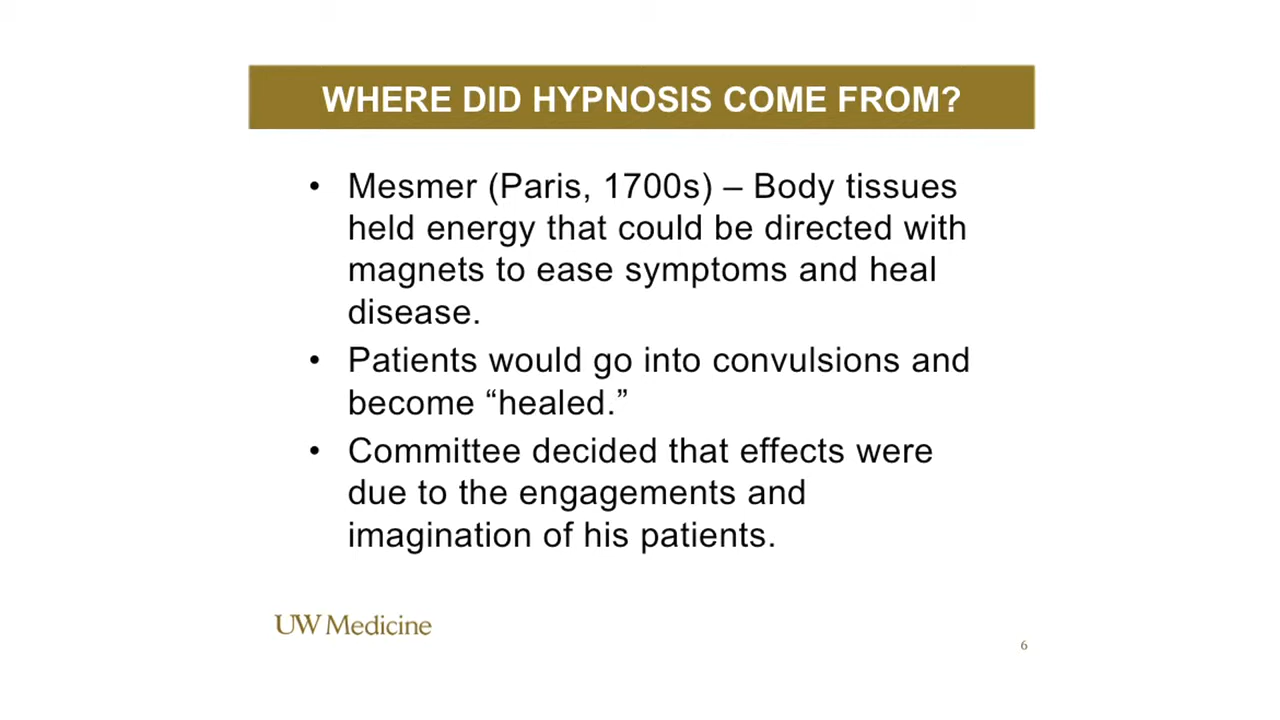 WHERE DID HYPNOSIS COME FROM?
• Mesmer (Paris, 1700s) – Body tissues
held energy that could be directed with
magnets to ease symptoms and heal
disease.
• Patients would go into convulsions and
become “healed.”
• Committee decided that effects were
due to the engagements and
imagination of his patients.
UW Medicine
6